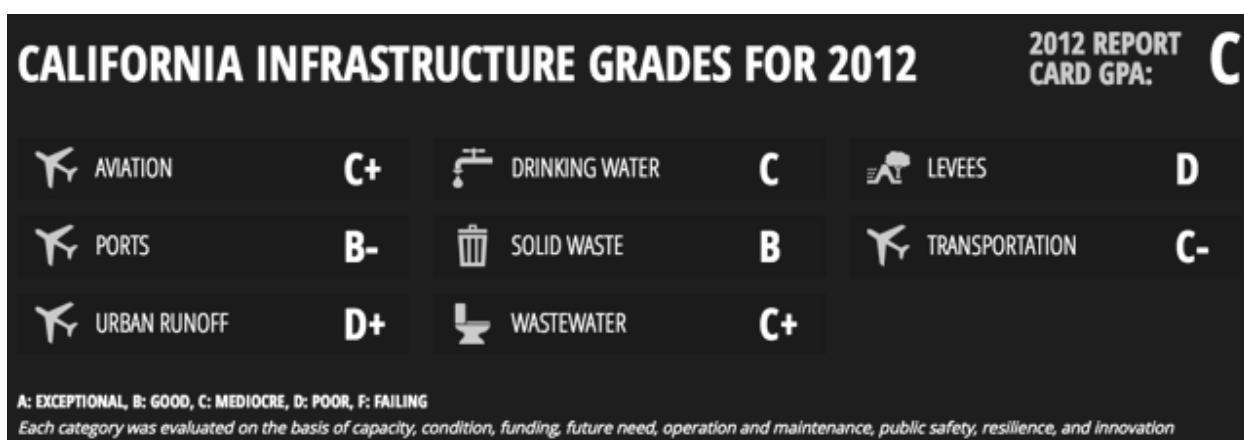 CALIFORNIA INFRASTRUCTURE GRADES FOR 2012
2012 REPORT
CARD GPA:
C
AVIATION C+
DRINKING WATER C
LEVEES D
PORTS B-
SOLID WASTE B
TRANSPORTATION C-
URBAN RUNOFF D+
WASTEWATER C+
A: EXCEPTIONAL, B: GOOD, C: MEDIOCRE, D: POOR, F: FAILING
Each category was evaluated on the basis of capacity, condition, funding, future need, operation and maintenance, public safety, resilience, and innovation